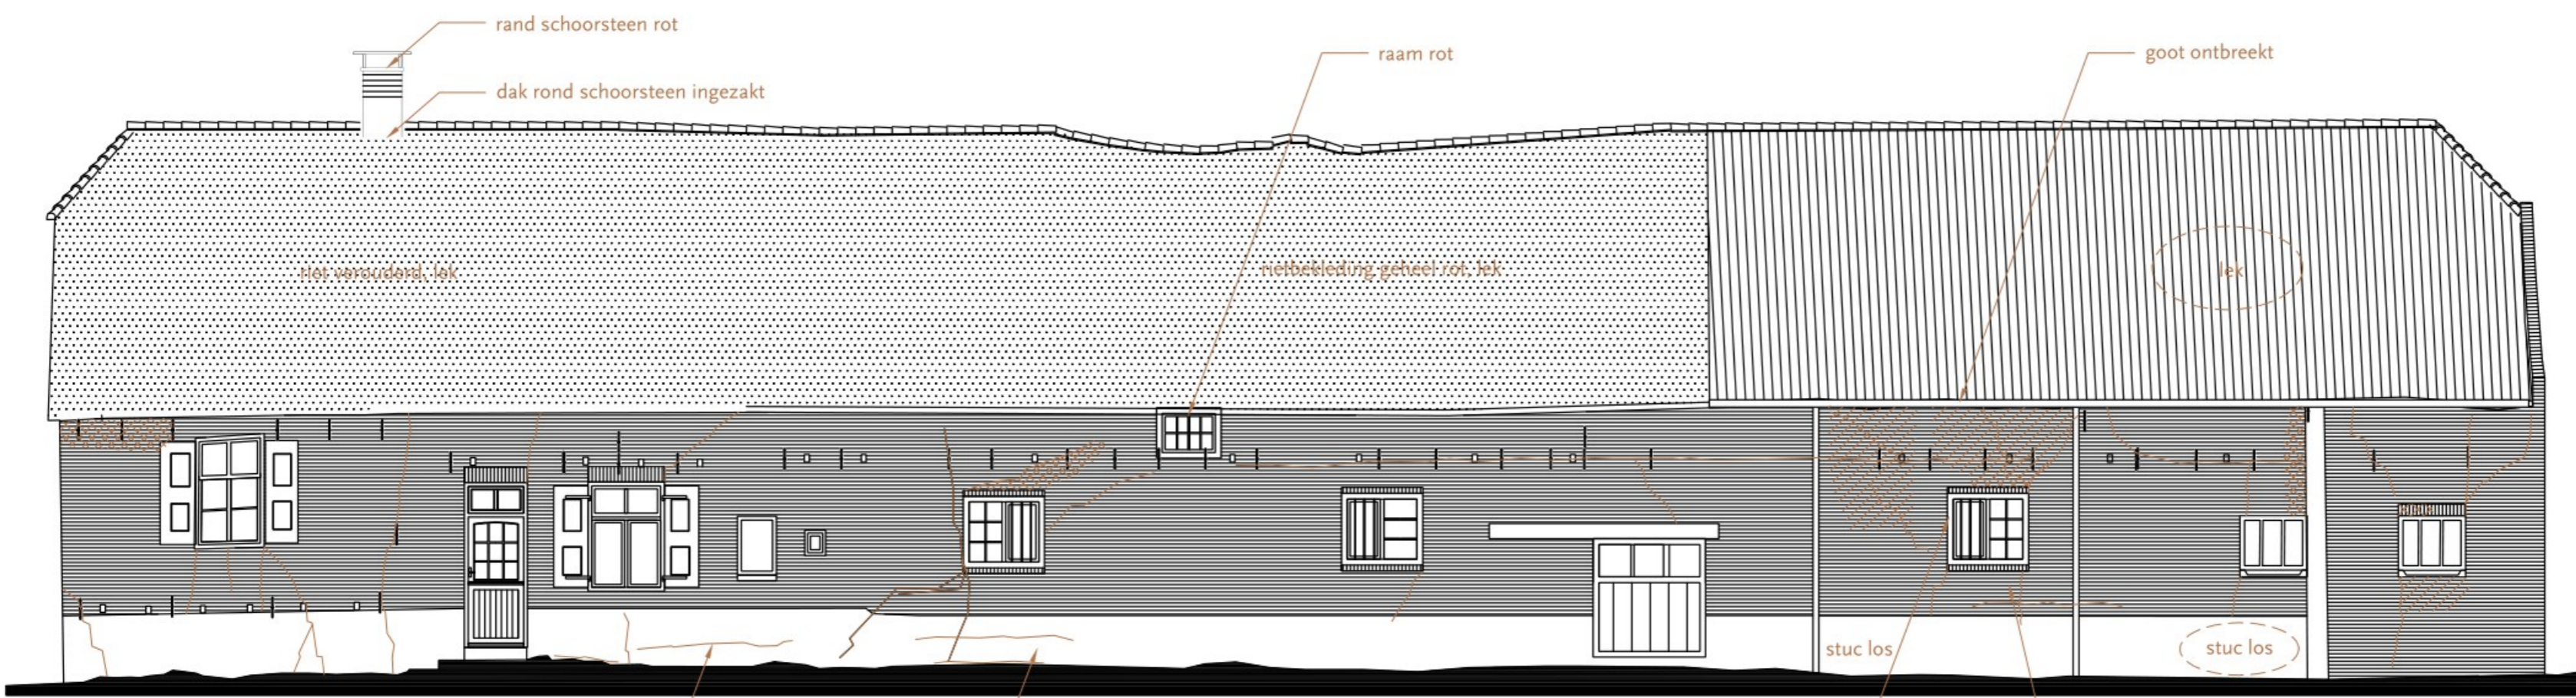 rand schoorsteen rot
raam rot
goot ontbreekt
dak rond schoorsteen ingezakt
riet verouderd, lek
rietbekleding geheel rot, lek
lek
stuc los
stuc los